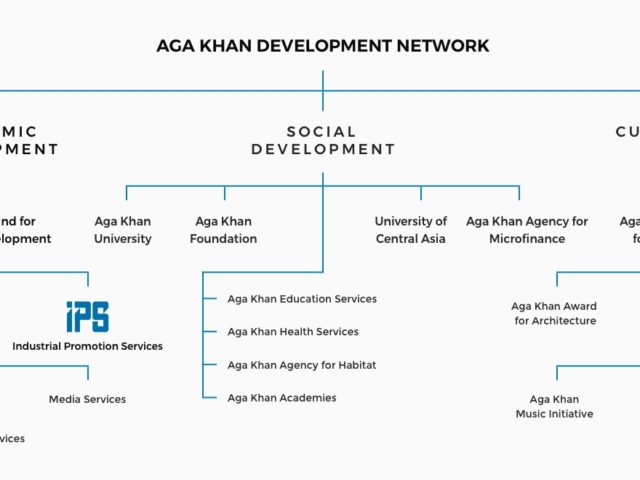 AGA KHAN DEVELOPMENT NETWORK
MIC
PMENT
SOCIAL
DEVELOPMENT
CU
nd for
elopment
Aga Khan
University
Aga Khan
Foundation
University of
Central Asia
Aga Khan Agency for
Microfinance
Aga
fo
iPS
Industrial Promotion Services
Media Services
vices
Aga Khan Education Services
Aga Khan Health Services
Aga Khan Agency for Habitat
Aga Khan Academies
Aga Khan Award
for Architecture
Aga Khan
Music Initiative